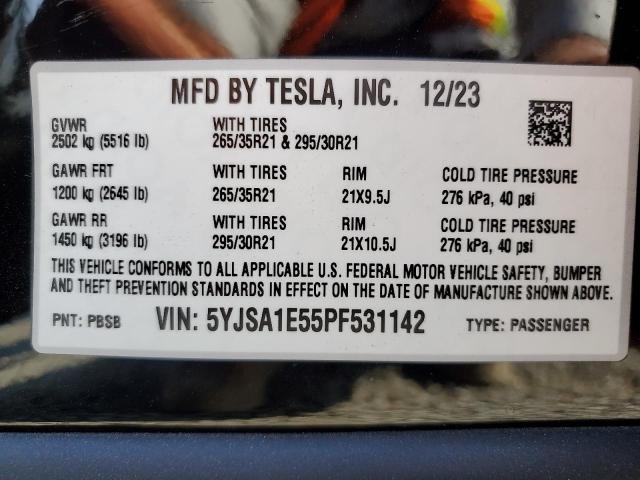 MFD BY TESLA, INC. 12/23
GVWR WITH TIRES
2502 kg (5516 lb) 265/35R21 & 295/30R21
GAWR FRT WITH TIRES RIM COLD TIRE PRESSURE
1200 kg (2645 lb) 265/35R21 21X9.5J 276 kPa, 40 psi
GAWR RR WITH TIRES RIM COLD TIRE PRESSURE
1450 kg (3196 lb) 295/30R21 21X10.5J 276 kPa, 40 psi
THIS VEHICLE CONFORMS TO ALL APPLICABLE U.S. FEDERAL MOTOR VEHICLE SAFETY, BUMPER
AND THEFT PREVENTION STANDARDS IN EFFECT ON THE DATE OF MANUFACTURE SHOWN ABOVE.
PNT: PBSB VIN: 5YJSA1E55PF531142 TYPE: PASSENGER